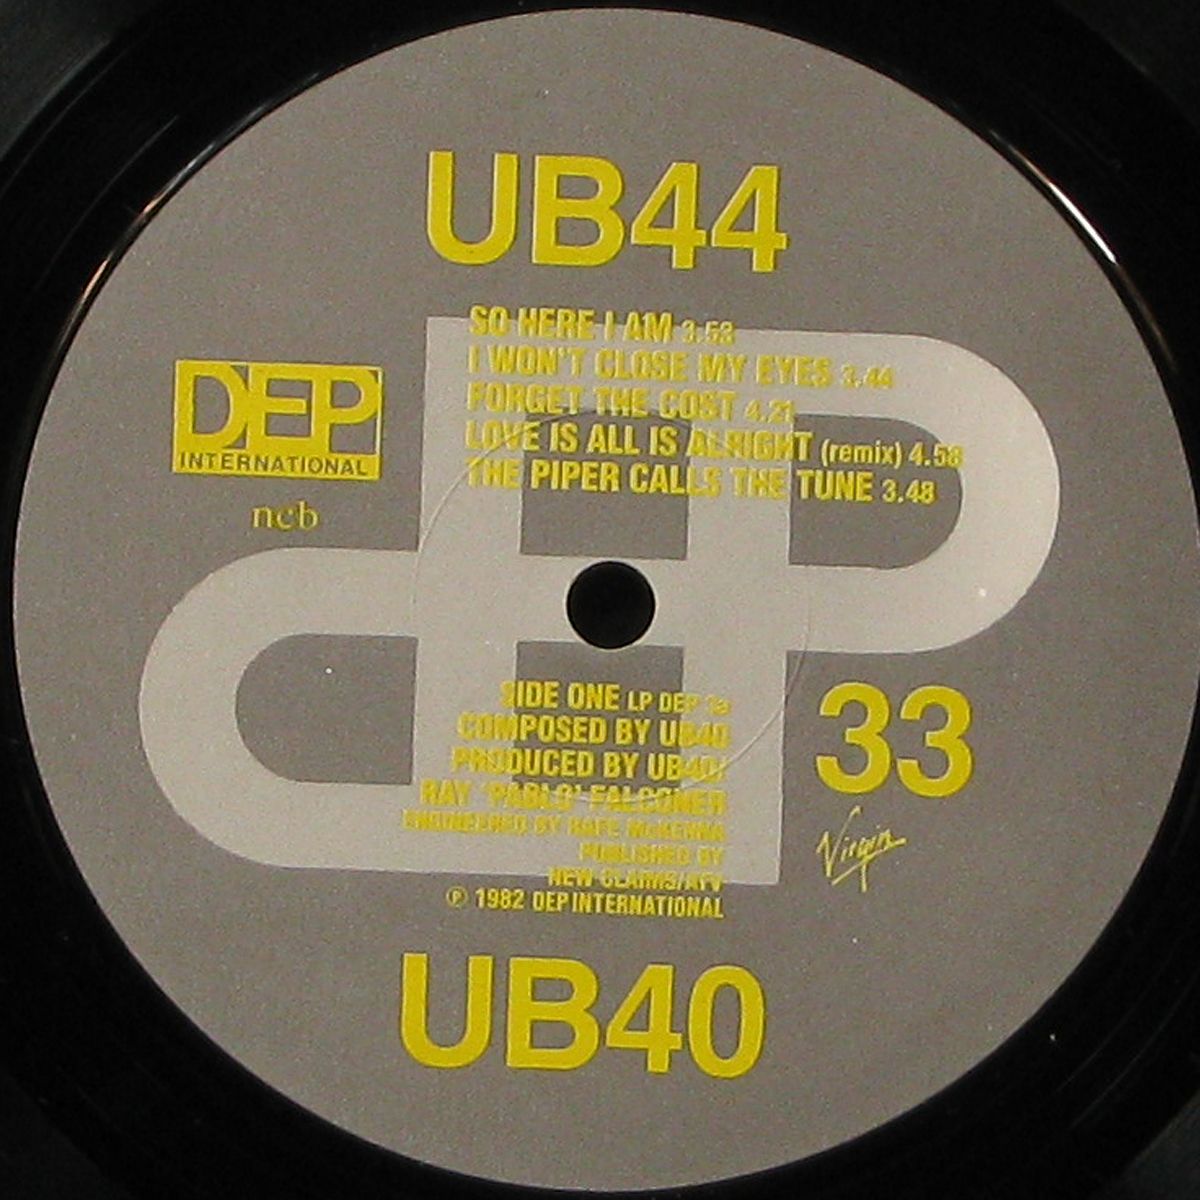 UB44
SO HERE I AM 3.53
I WON'T CLOSE MY EYES 3.44
FORGET THE COST 4.21
LOVE IS ALL IS ALRIGHT (remix) 4.58
THE PIPER CALLS THE TUNE 3.48
DEP
INTERNATIONAL
ncb
SIDE ONE LP DEP
COMPOSED BY UB40
PRODUCED BY UB40/
RAY 'PABLO' FALCONER
ENGINEERED BY RAFE McKENNA
PUBLISHED BY
NEW CLAIMS/ATV
℗ 1982 DEP INTERNATIONAL
33
Virgin
UB40